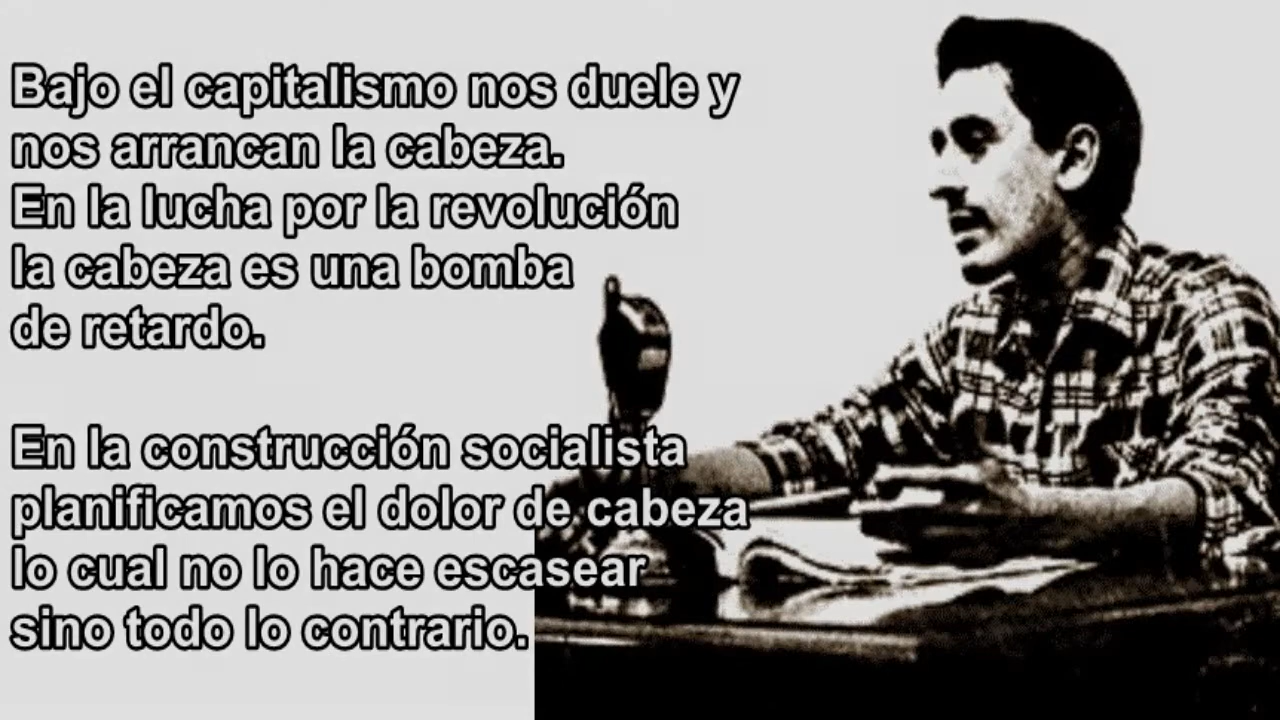 Bajo el capitalismo nos duele y
nos arrancan la cabeza.
En la lucha por la revolución
la cabeza es una bomba
de retardo.
En la construcción socialista
planificamos el dolor de cabeza
lo cual no lo hace escasear
sino todo lo contrario.